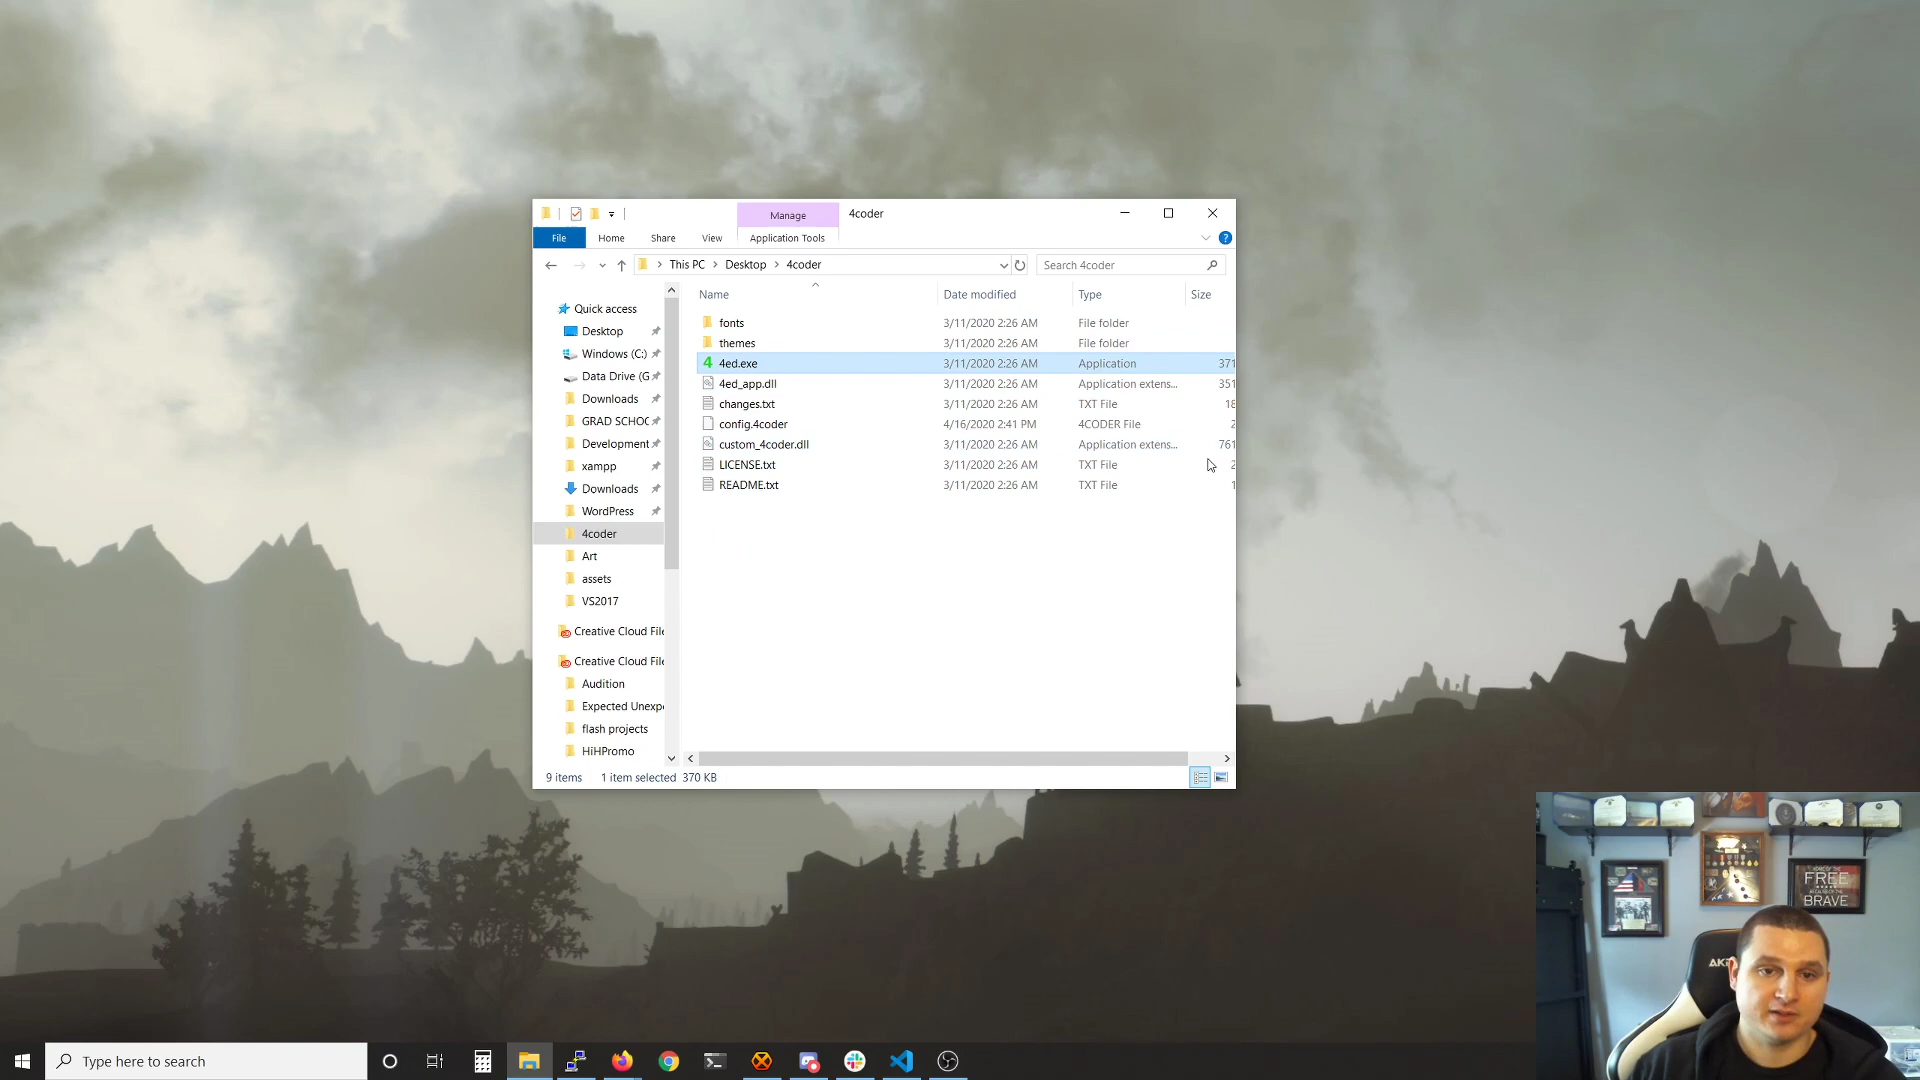 Manage 4coder
File Home Share View Application Tools
This PC Desktop 4coder Search 4coder
Name Date modified Type Size
Quick access
Desktop
Windows (C:)
Data Drive (G
Downloads
GRAD SCHOO
Development
xampp
Downloads
WordPress
4coder
Art
assets
VS2017
Creative Cloud File
Creative Cloud File
Audition
Expected Unexpe
flash projects
HiHPromo
fonts 3/11/2020 2:26 AM File folder
themes 3/11/2020 2:26 AM File folder
4ed.exe 3/11/2020 2:26 AM Application 371
4ed_app.dll 3/11/2020 2:26 AM Application extens... 351
changes.txt 3/11/2020 2:26 AM TXT File 18
config.4coder 4/16/2020 2:41 PM 4CODER File 2
custom_4coder.dll 3/11/2020 2:26 AM Application extens... 761
LICENSE.txt 3/11/2020 2:26 AM TXT File 2
README.txt 3/11/2020 2:26 AM TXT File 1
9 items 1 item selected 370 KB
FREE
BRAVE
Type here to search